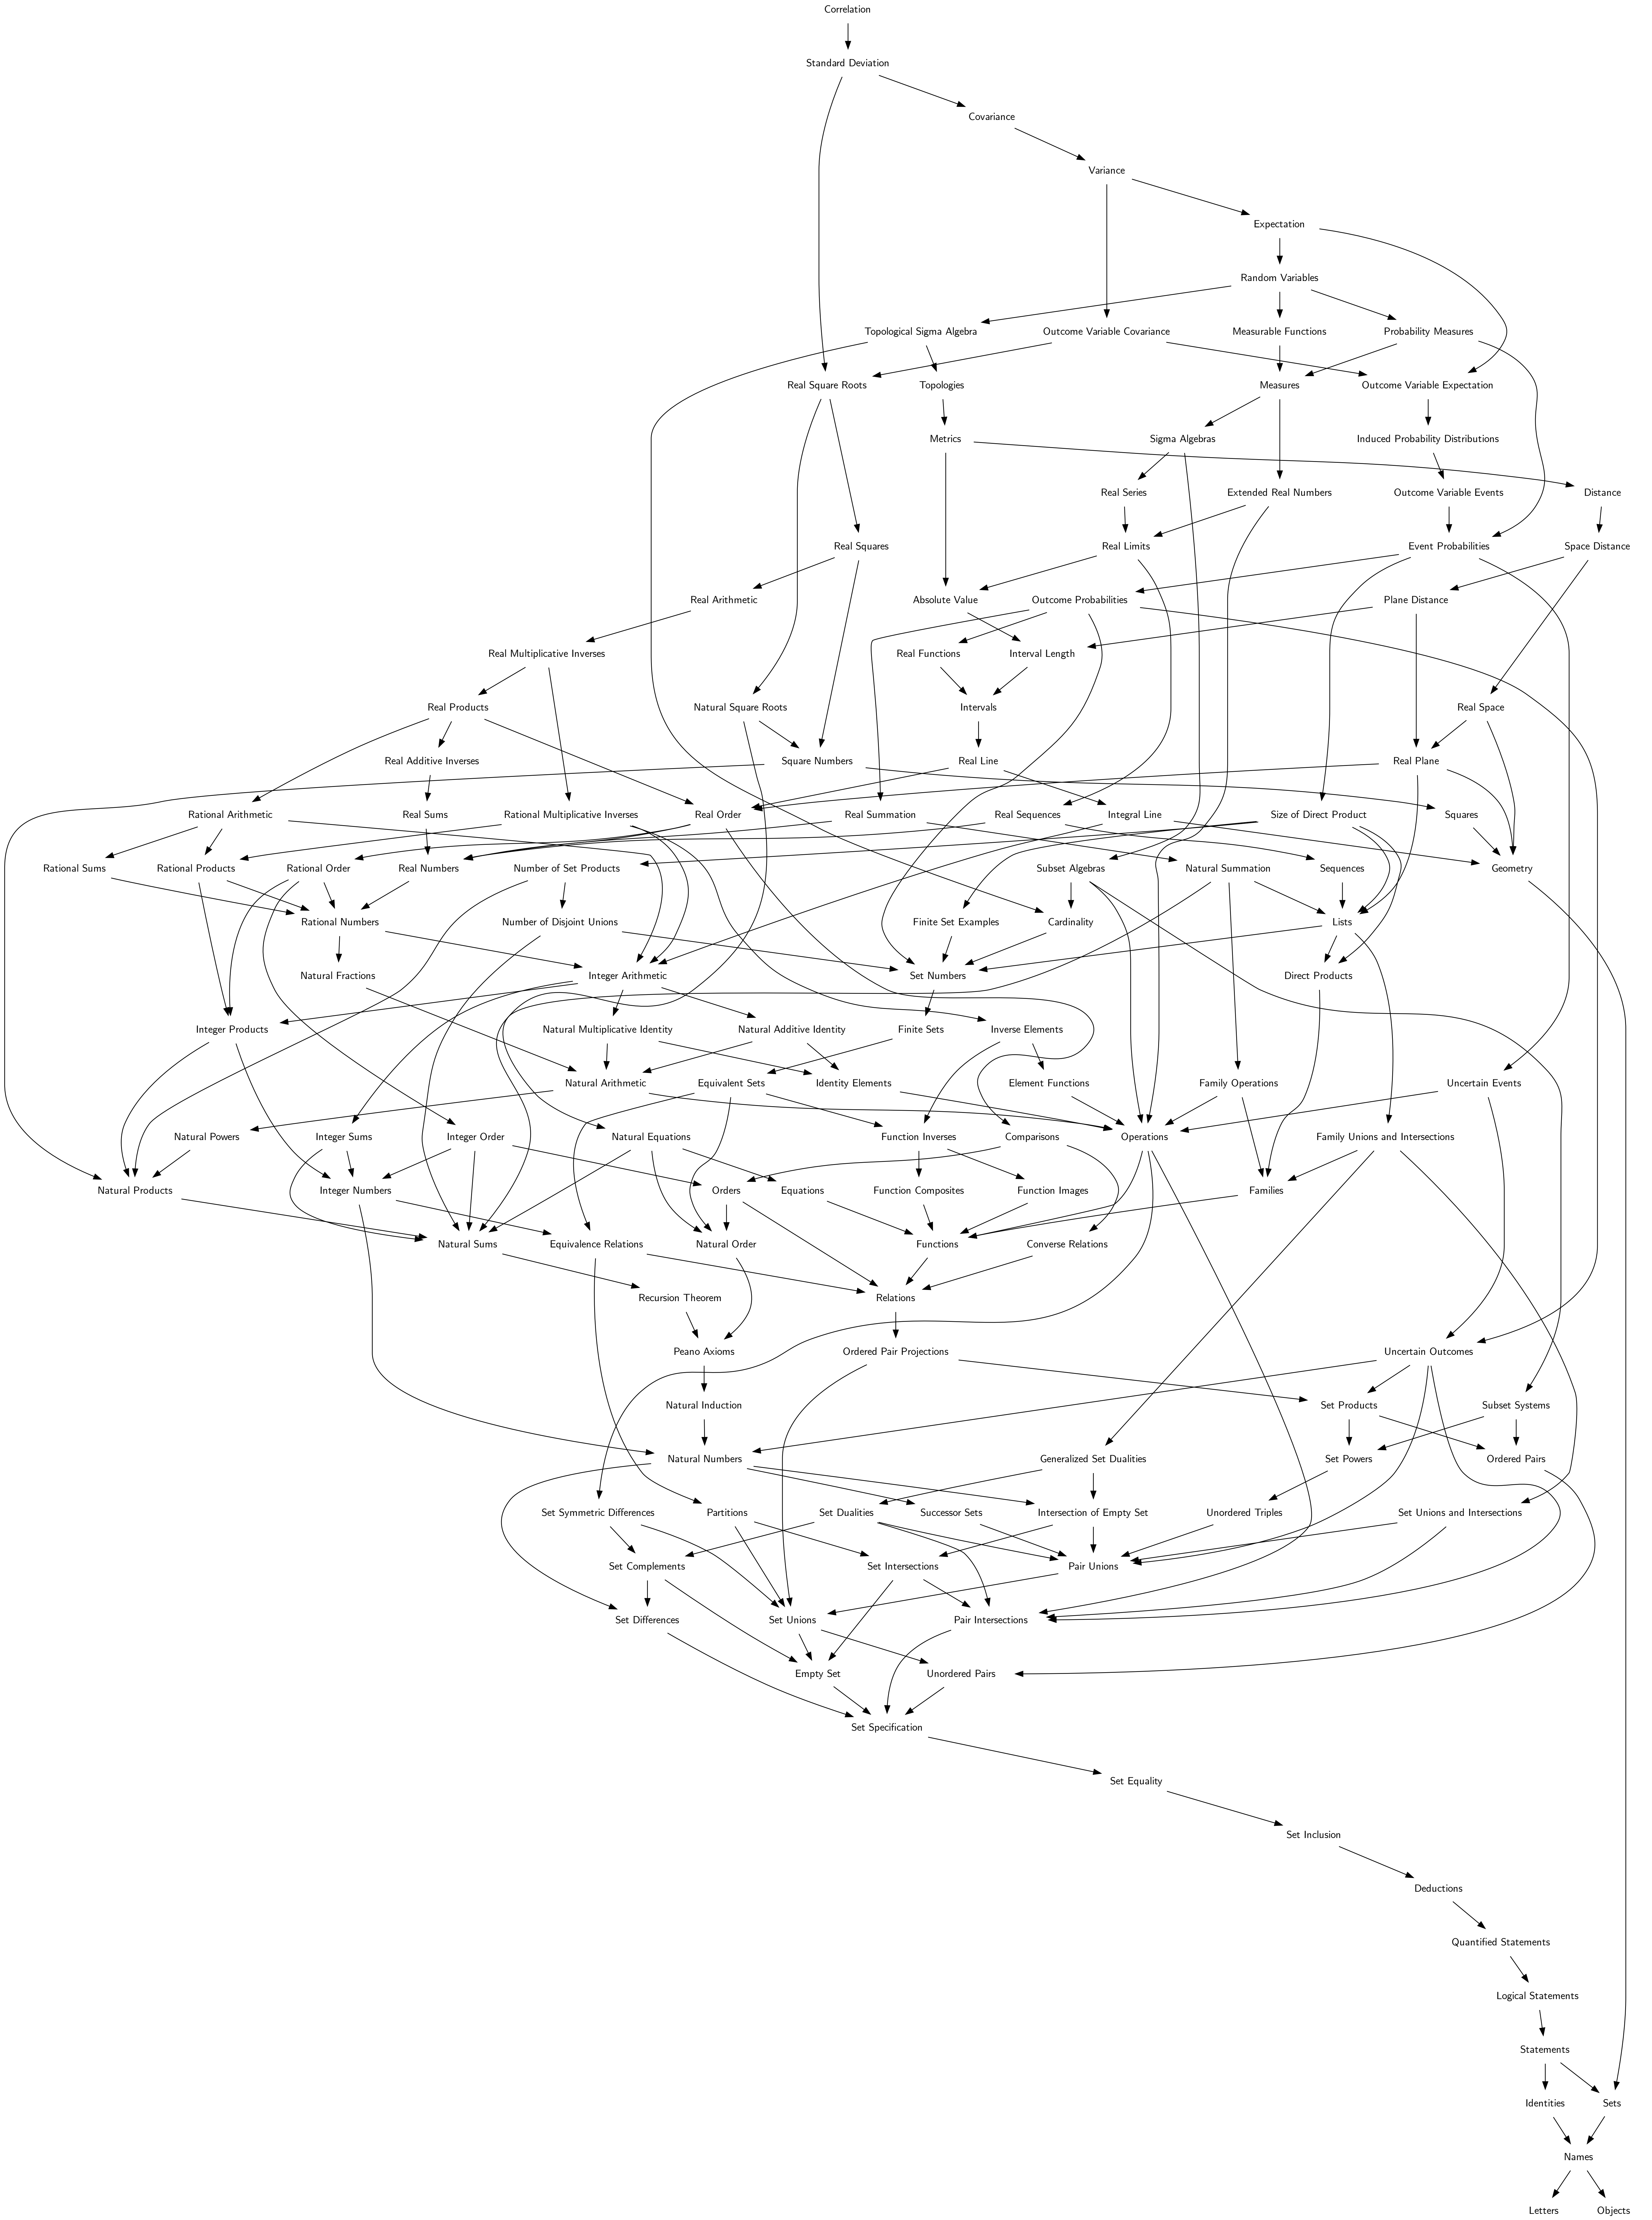 Correlation
Standard Deviation
Covariance
Variance
Expectation
Random Variables
Topological Sigma Algebra
Outcome Variable Covariance
Measurable Functions
Probability Measures
Real Square Roots
Topologies
Measures
Outcome Variable Expectation
Metrics
Sigma Algebras
Induced Probability Distributions
Real Series
Extended Real Numbers
Outcome Variable Events
Distance
Real Squares
Real Limits
Event Probabilities
Space Distance
Real Arithmetic
Absolute Value
Outcome Probabilities
Plane Distance
Real Multiplicative Inverses
Real Functions
Interval Length
Real Products
Natural Square Roots
Intervals
Real Space
Real Additive Inverses
Square Numbers
Real Line
Real Plane
Rational Arithmetic
Real Sums
Rational Multiplicative Inverses
Real Order
Real Summation
Real Sequences
Integral Line
Size of Direct Product
Squares
Rational Sums
Rational Products
Rational Order
Real Numbers
Number of Set Products
Subset Algebras
Natural Summation
Sequences
Geometry
Rational Numbers
Number of Disjoint Unions
Finite Set Examples
Cardinality
Lists
Natural Fractions
Integer Arithmetic
Set Numbers
Direct Products
Integer Products
Natural Multiplicative Identity
Natural Additive Identity
Finite Sets
Inverse Elements
Natural Arithmetic
Equivalent Sets
Identity Elements
Element Functions
Family Operations
Uncertain Events
Natural Powers
Integer Sums
Integer Order
Natural Equations
Function Inverses
Comparisons
Operations
Family Unions and Intersections
Natural Products
Integer Numbers
Orders
Equations
Function Composites
Function Images
Families
Natural Sums
Equivalence Relations
Natural Order
Functions
Converse Relations
Recursion Theorem
Relations
Peano Axioms
Ordered Pair Projections
Uncertain Outcomes
Natural Induction
Set Products
Subset Systems
Natural Numbers
Generalized Set Dualities
Set Powers
Ordered Pairs
Set Symmetric Differences
Partitions
Set Dualities
Successor Sets
Intersection of Empty Set
Unordered Triples
Set Unions and Intersections
Set Complements
Set Intersections
Pair Unions
Set Differences
Set Unions
Pair Intersections
Empty Set
Unordered Pairs
Set Specification
Set Equality
Set Inclusion
Deductions
Quantified Statements
Logical Statements
Statements
Identities
Sets
Names
Letters
Objects